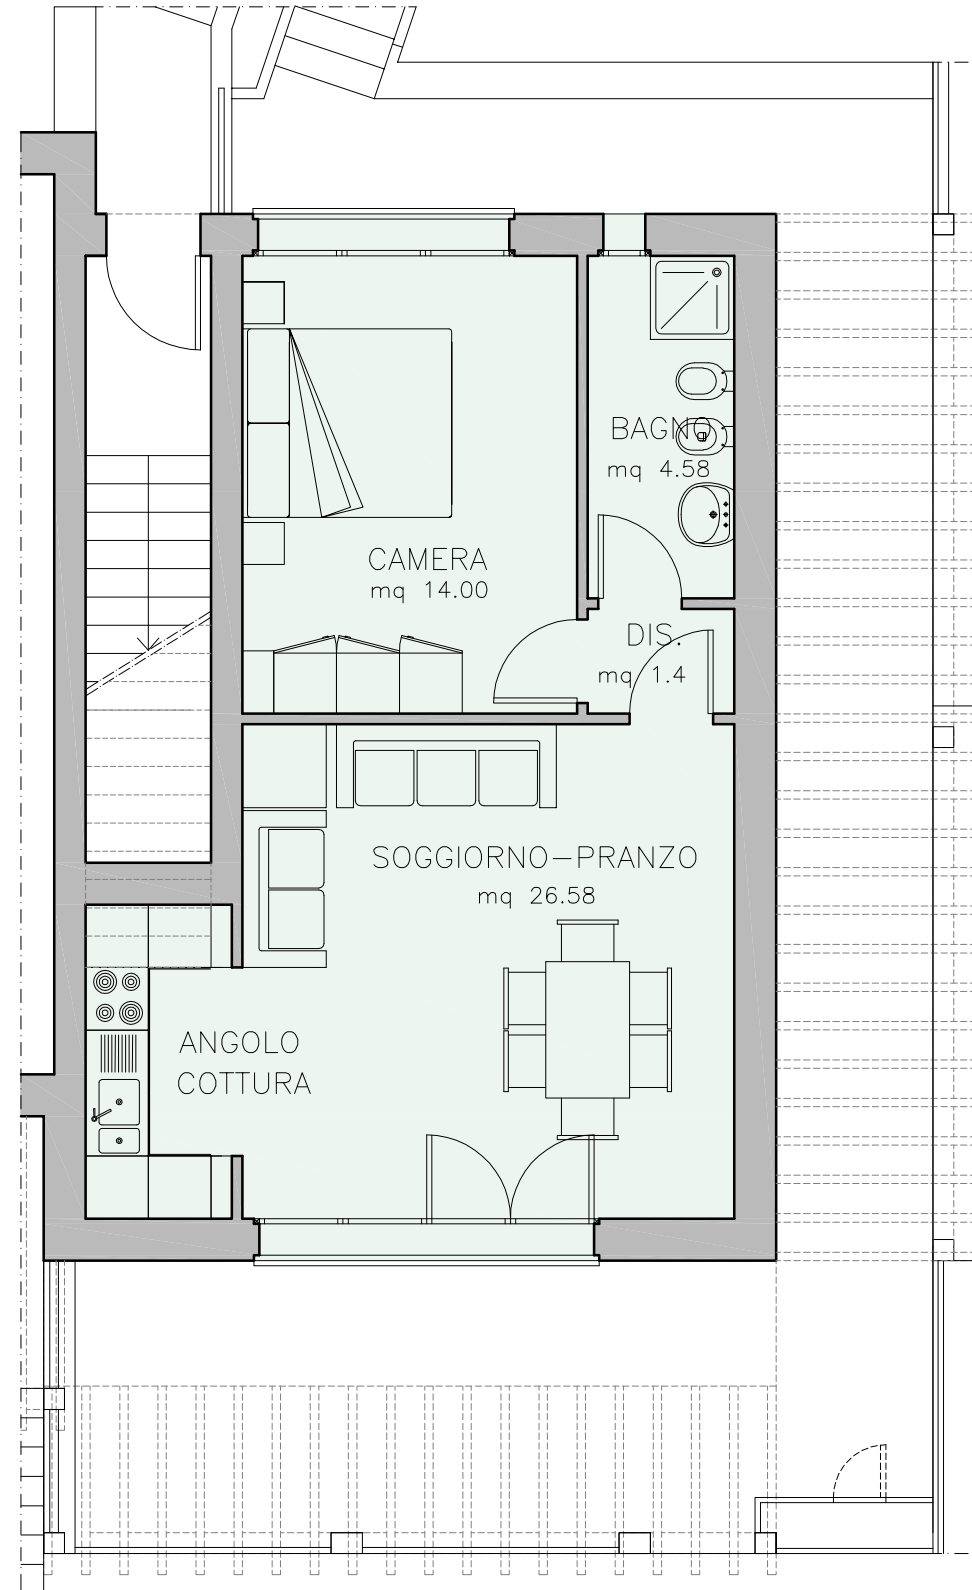 BAGNO
mq 4.58
CAMERA
mq 14.00
DIS.
mq 1.4
SOGGIORNO-PRANZO
mq 26.58
ANGOLO
COTTURA